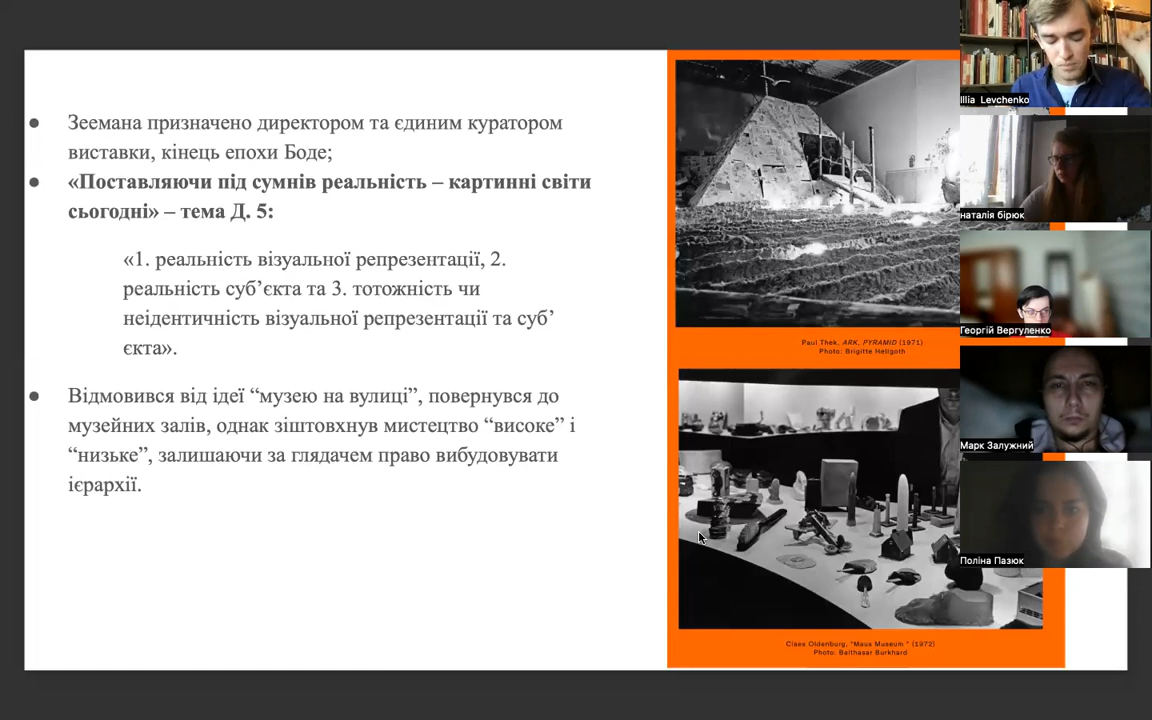 Зеемана призначено директором та єдиним куратором
виставки, кінець епохи Боде;
«Поставляючи під сумнів реальність – картинні світи
сьогодні» – тема Д. 5:
«1. реальність візуальної репрезентації, 2.
реальність суб’єкта та 3. тотожність чи
неідентичність візуальної репрезентації та суб’
єкта».
Відмовився від ідеї “музею на вулиці”, повернувся до
музейних залів, однак зіштовхнув мистецтво “високе” і
“низьке”, залишаючи за глядачем право вибудовувати
ієрархії.
Paul Thek, ARK, PYRAMID (1971)
Photo: Brigitte Hellgoth
Claes Oldenburg, "Maus Museum " (1972)
Photo: Balthasar Burkhard
Illia Levchenko
наталія бірюк
Георгій Вергуленко
Марк Залужний
Поліна Пазюк